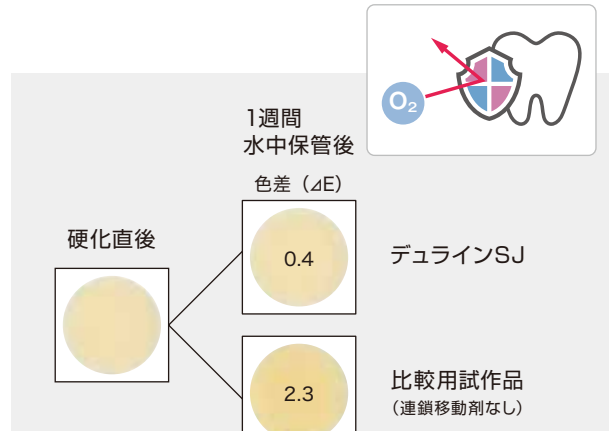 O₂
1週間
水中保管後
色差（⊿E）
硬化直後
0.4
デュラインSJ
2.3
比較用試作品
（連鎖移動剤なし）